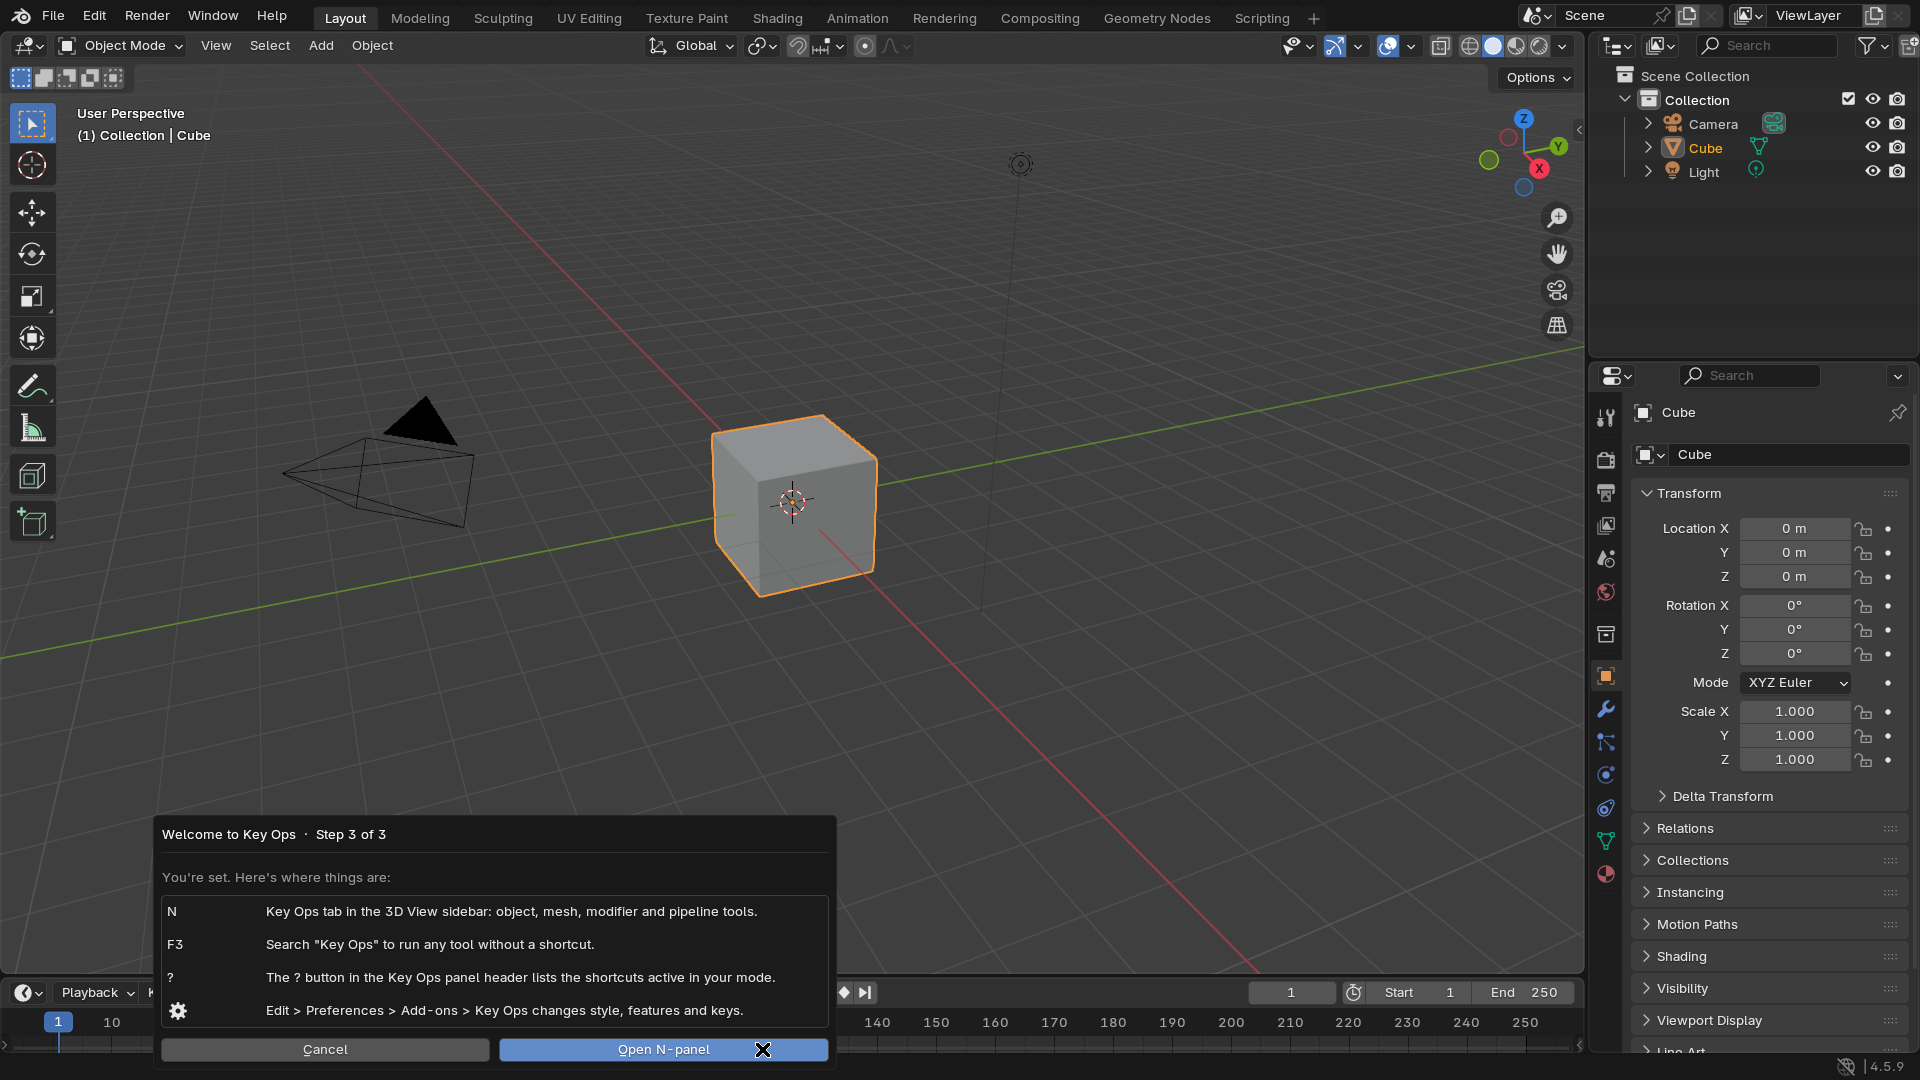 File Edit Render Window Help Layout Modeling Sculpting UV Editing Texture Paint Shading Animation Rendering Compositing Geometry Nodes Scripting + Scene ViewLayer
Object Mode View Select Add Object Global Search
Options
User Perspective
(1) Collection | Cube
Z
Y
X
Scene Collection
Collection
Camera
Cube
Light
Search
Cube
Cube
Transform
Location X 0 m
Y 0 m
Z 0 m
Rotation X 0°
Y 0°
Z 0°
Mode XYZ Euler
Scale X 1.000
Y 1.000
Z 1.000
Delta Transform
Relations
Collections
Instancing
Motion Paths
Shading
Visibility
Viewport Display
Welcome to Key Ops · Step 3 of 3
You're set. Here's where things are:
N Key Ops tab in the 3D View sidebar: object, mesh, modifier and pipeline tools.
F3 Search "Key Ops" to run any tool without a shortcut.
? The ? button in the Key Ops panel header lists the shortcuts active in your mode.
Edit > Preferences > Add-ons > Key Ops changes style, features and keys.
Cancel Open N-panel
Playback 1 Start 1 End 250
1 10 140 150 160 170 180 190 200 210 220 230 240 250
4.5.9